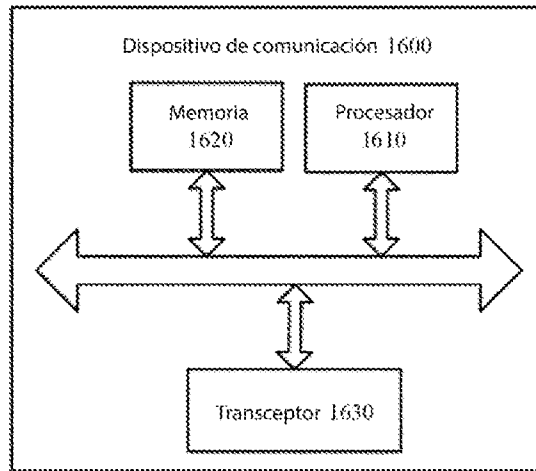 Dispositivo de comunicación 1600
Memoria
1620
Procesador
1610
Transceptor 1630